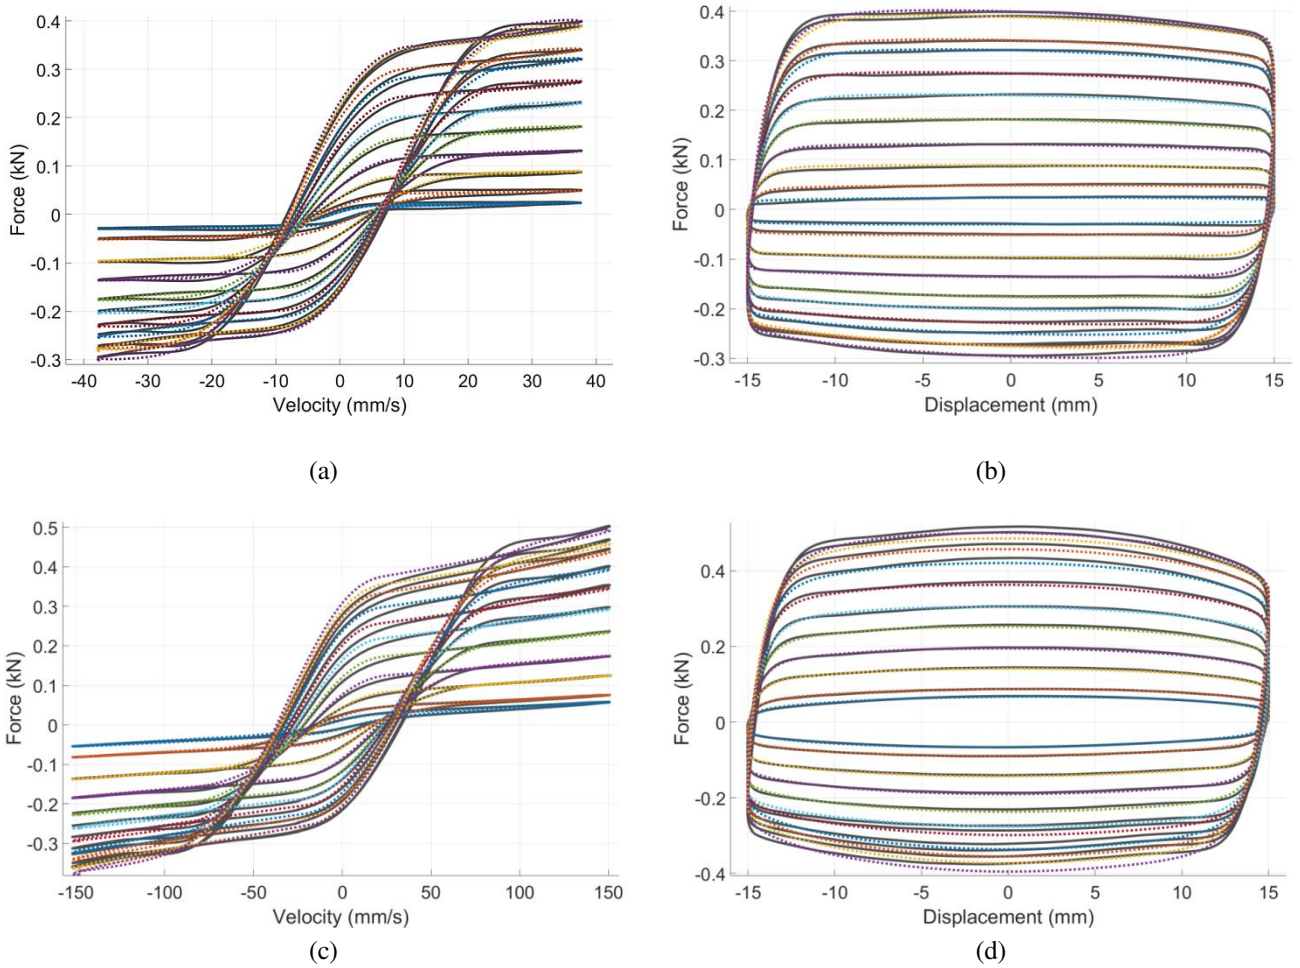 0.4
0.3
0.2
0.1
0
-0.1
-0.2
-0.3
Force (kN)
-40 -30 -20 -10 0 10 20 30 40
Velocity (mm/s)
(a)
0.4
0.3
0.2
0.1
0
-0.1
-0.2
-0.3
Force (kN)
-15 -10 -5 0 5 10 15
Displacement (mm)
(b)
0.5
0.4
0.3
0.2
0.1
0
-0.1
-0.2
-0.3
Force (kN)
-150 -100 -50 0 50 100 150
Velocity (mm/s)
(c)
0.4
0.2
0
-0.2
-0.4
Force (kN)
-15 -10 -5 0 5 10 15
Displacement (mm)
(d)